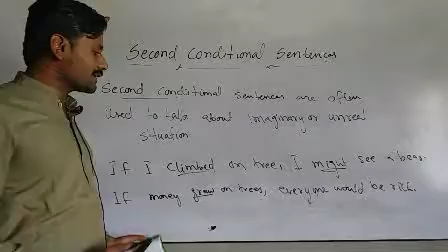 Second Conditional Sentences
Second Conditional Sentences are often
used to talk about Imaginary or unreal
situation
If I Climbed on tree, I might see a bear.
If money grew on trees, everyone would be rich.